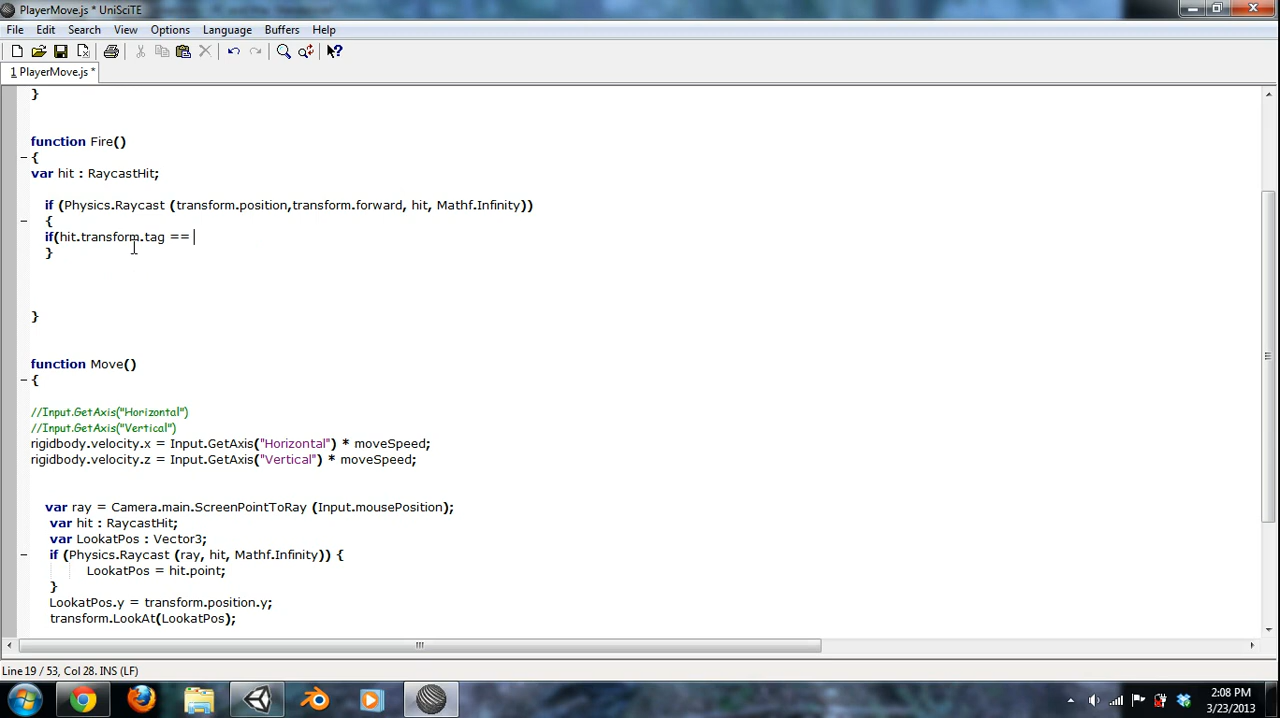 PlayerMove.js * UniSciTE
File Edit Search View Options Language Buffers Help
1 PlayerMove.js *
}
function Fire()
{
var hit : RaycastHit;
if (Physics.Raycast (transform.position,transform.forward, hit, Mathf.Infinity))
{
if(hit.transform.tag ==
}
}
function Move()
{
//Input.GetAxis("Horizontal")
//Input.GetAxis("Vertical")
rigidbody.velocity.x = Input.GetAxis("Horizontal") * moveSpeed;
rigidbody.velocity.z = Input.GetAxis("Vertical") * moveSpeed;
var ray = Camera.main.ScreenPointToRay (Input.mousePosition);
var hit : RaycastHit;
var LookatPos : Vector3;
if (Physics.Raycast (ray, hit, Mathf.Infinity)) {
LookatPos = hit.point;
}
LookatPos.y = transform.position.y;
transform.LookAt(LookatPos);
Line 19 / 53, Col 28. INS (LF)
2:08 PM
3/23/2013